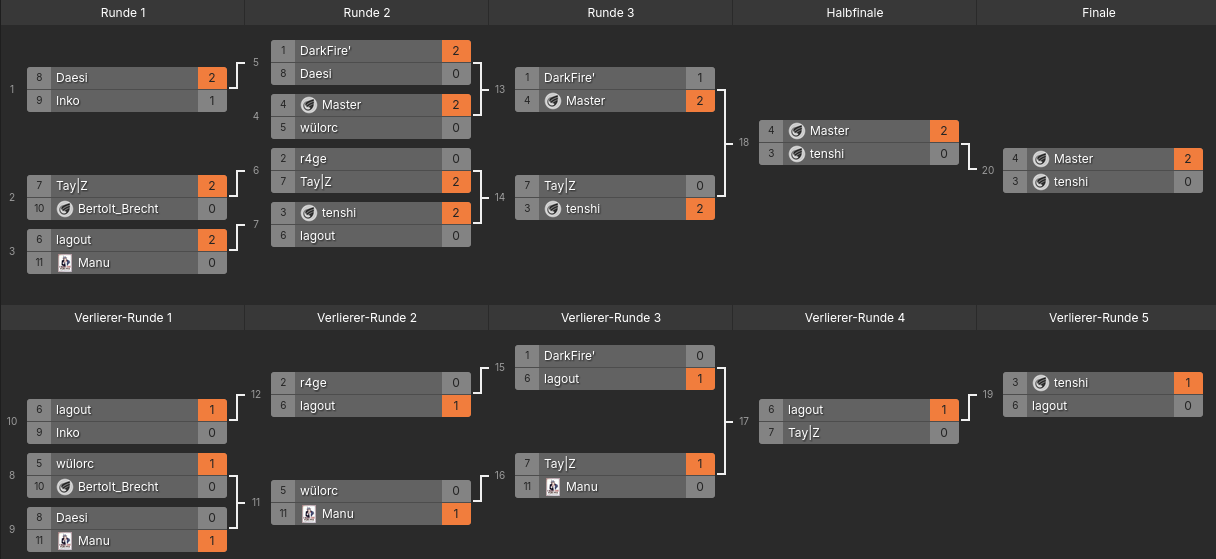 Runde 1 Runde 2 Runde 3 Halbfinale Finale
1
8 Daesi 2
9 Inko 1
2
7 Tay|Z 2
10 Bertolt_Brecht 0
3
6 lagout 2
11 Manu 0
5
1 DarkFire' 2
8 Daesi 0
4
4 Master 2
5 wülorc 0
6
2 r4ge 0
7 Tay|Z 2
7
3 tenshi 2
6 lagout 0
13
1 DarkFire' 1
4 Master 2
14
7 Tay|Z 0
3 tenshi 2
18
4 Master 2
3 tenshi 0
20
4 Master 2
3 tenshi 0
Verlierer-Runde 1 Verlierer-Runde 2 Verlierer-Runde 3 Verlierer-Runde 4 Verlierer-Runde 5
10
6 lagout 1
9 Inko 0
8
5 wülorc 1
10 Bertolt_Brecht 0
9
8 Daesi 0
11 Manu 1
12
2 r4ge 0
6 lagout 1
11
5 wülorc 0
11 Manu 1
15
1 DarkFire' 0
6 lagout 1
16
7 Tay|Z 1
11 Manu 0
17
6 lagout 1
7 Tay|Z 0
19
3 tenshi 1
6 lagout 0